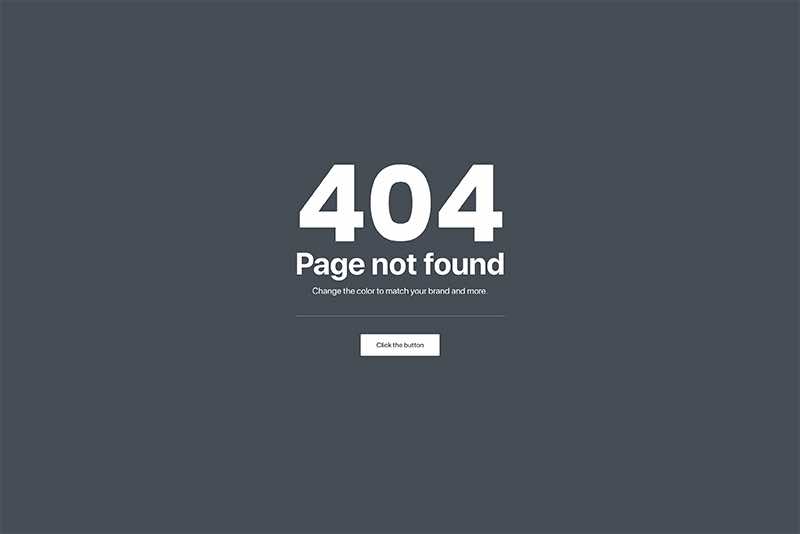 404
Page not found
Change the color to match your brand and more.
Click the button